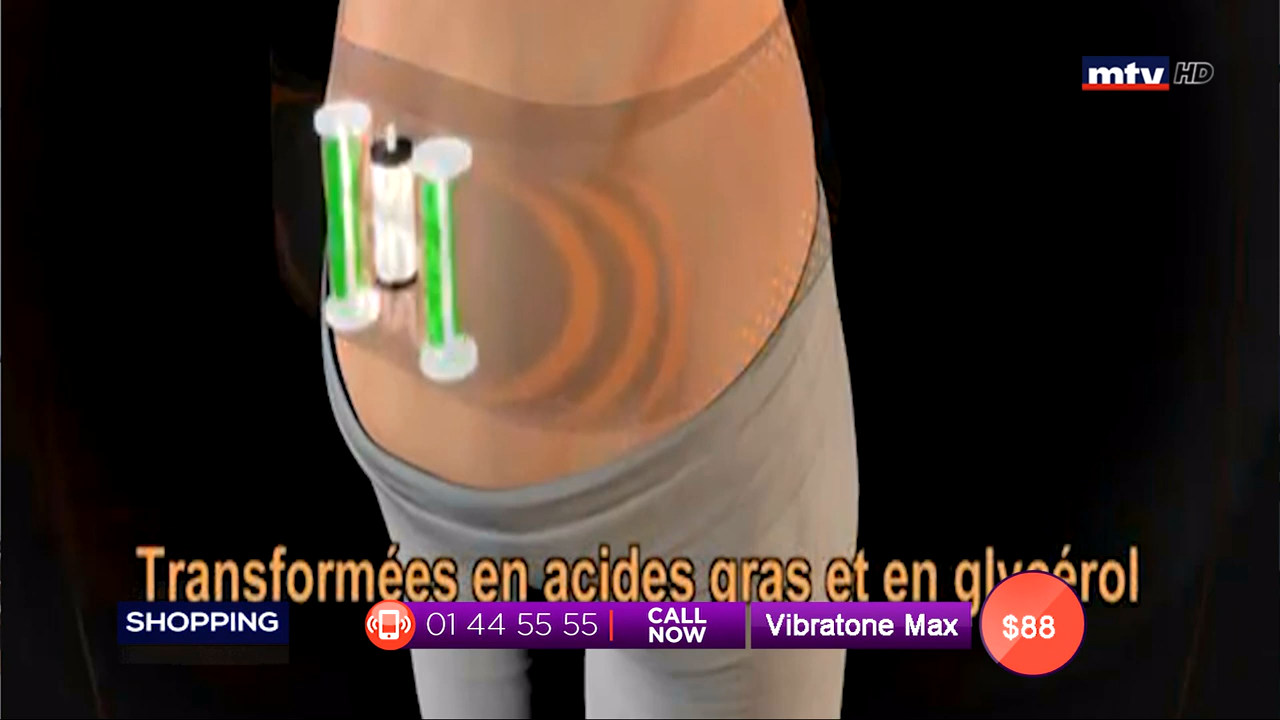 mtv HD
Transformées en acides gras et en glycérol
SHOPPING
01 44 55 55
CALL
NOW
Vibratone Max
$88